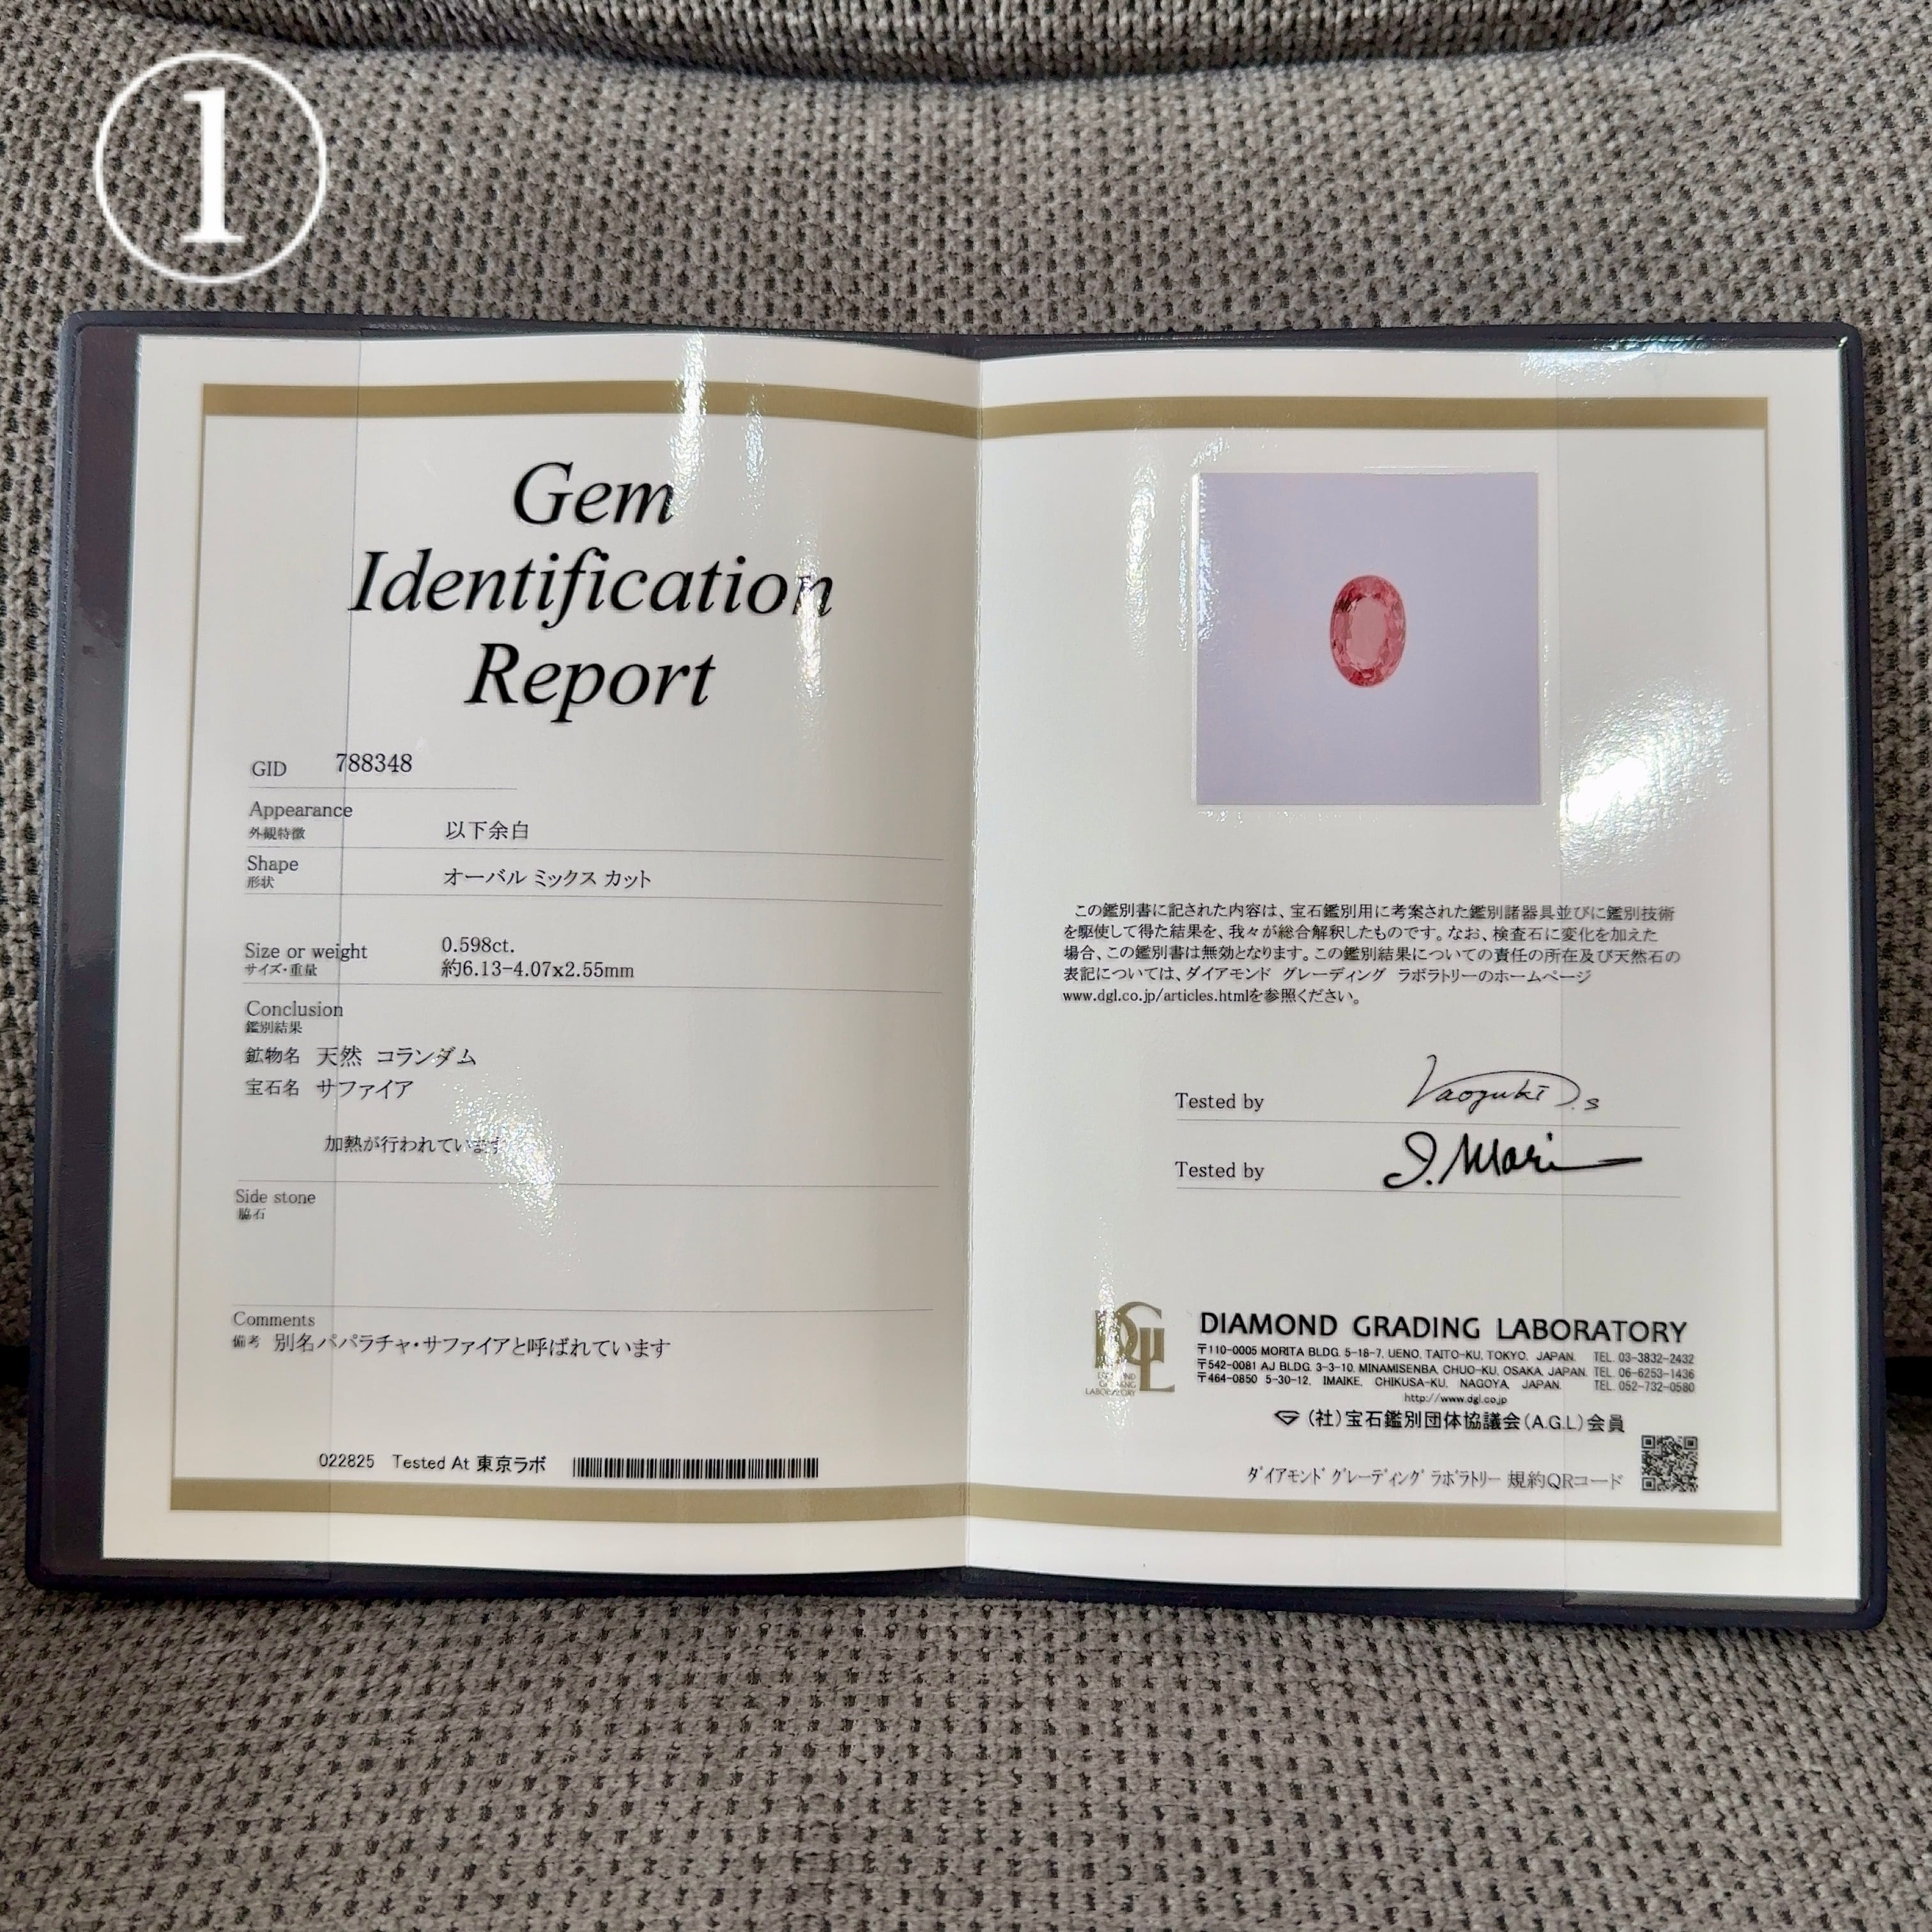 ①
Gem
Identification
Report
GID 788348
Appearance
外観特徴 以下余白
Shape
形状 オーバル ミックス カット
Size or weight 0.598ct.
サイズ・重量 約6.13-4.07x2.55mm
Conclusion
鑑別結果
鉱物名 天然 コランダム
宝石名 サファイア
加熱が行われています
Side stone
脇石
Comments
備考 別名パパラチャ・サファイアと呼ばれています
022825 Tested At 東京ラボ
この鑑別書に記された内容は、宝石鑑別用に考案された鑑別諸器具並びに鑑別技術
を駆使して得た結果を、我々が総合解釈したものです。なお、検査石に変化を加えた
場合、この鑑別書は無効となります。この鑑別結果についての責任の所在及び天然石の
表記については、ダイアモンド グレーディング ラボラトリーのホームページ
www.dgl.co.jp/articles.htmlを参照ください。
Tested by
Tested by
DIAMOND GRADING LABORATORY
〒110-0005 MORITA BLDG. 5-18-7, UENO, TAITO-KU, TOKYO, JAPAN. TEL. 03-3832-2432
〒542-0081 AJ BLDG. 3-3-10, MINAMISENBA, CHUO-KU, OSAKA, JAPAN. TEL. 06-6253-1436
〒464-0850 5-30-12, IMAIKE, CHIKUSA-KU, NAGOYA, JAPAN. TEL. 052-732-0580
http://www.dgl.co.jp
(社)宝石鑑別団体協議会(A.G.L.)会員
ﾀﾞｲｱﾓﾝﾄﾞ ｸﾞﾚｰﾃﾞｨﾝｸﾞ ﾗﾎﾞﾗﾄﾘｰ 規約QRコード